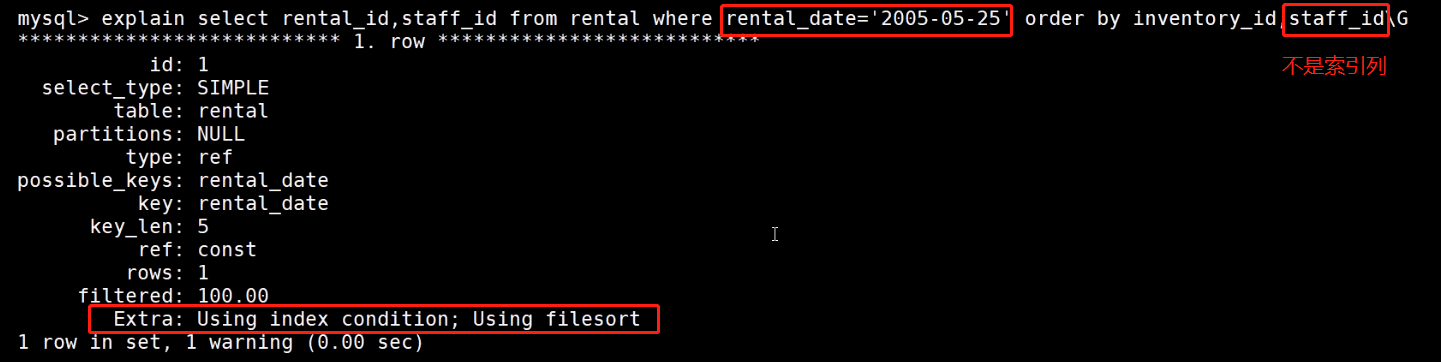 mysql> explain select rental_id,staff_id from rental where rental_date='2005-05-25' order by inventory_id,staff_id\G
*************************** 1. row ***************************
不是索引列
id: 1
select_type: SIMPLE
table: rental
partitions: NULL
type: ref
possible_keys: rental_date
key: rental_date
key_len: 5
ref: const
rows: 1
filtered: 100.00
Extra: Using index condition; Using filesort
1 row in set, 1 warning (0.00 sec)